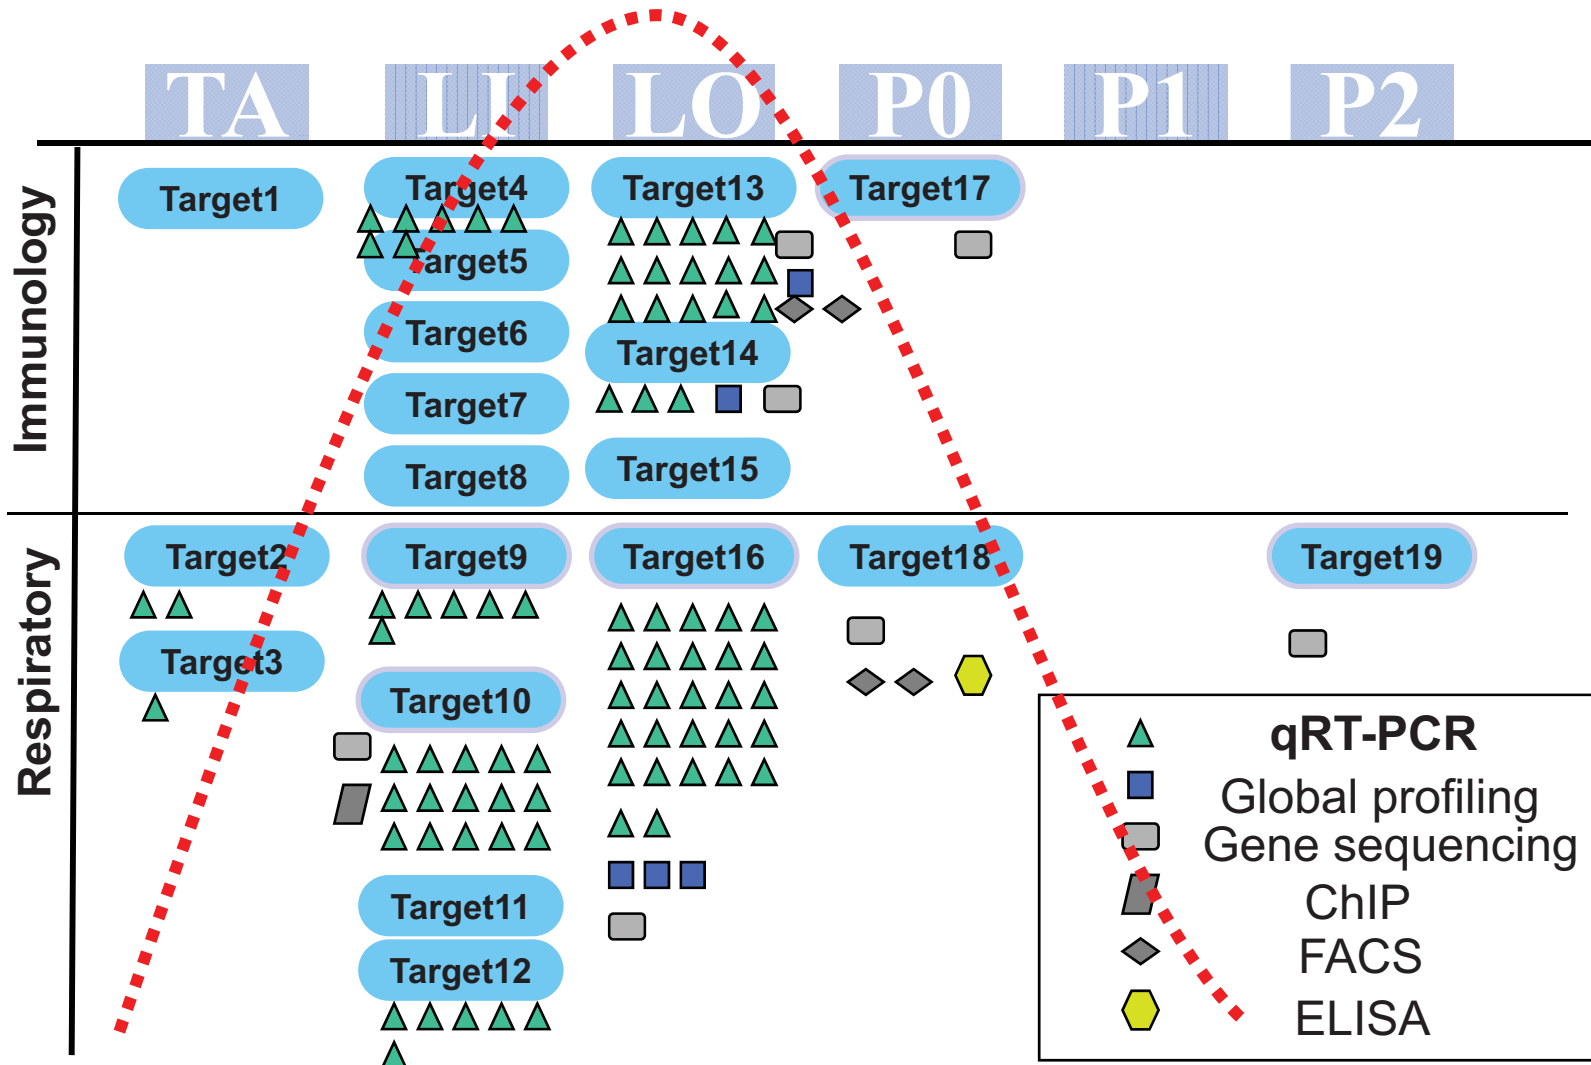 TA LI LO P0 P1 P2
Immunology
Target1 Target4 Target13 Target17
Target5
Target6
Target14
Target7
Target15
Target8
Respiratory
Target2 Target9 Target16 Target18 Target19
Target3
Target10
Target11
Target12
qRT-PCR
Global profiling
Gene sequencing
ChIP
FACS
ELISA